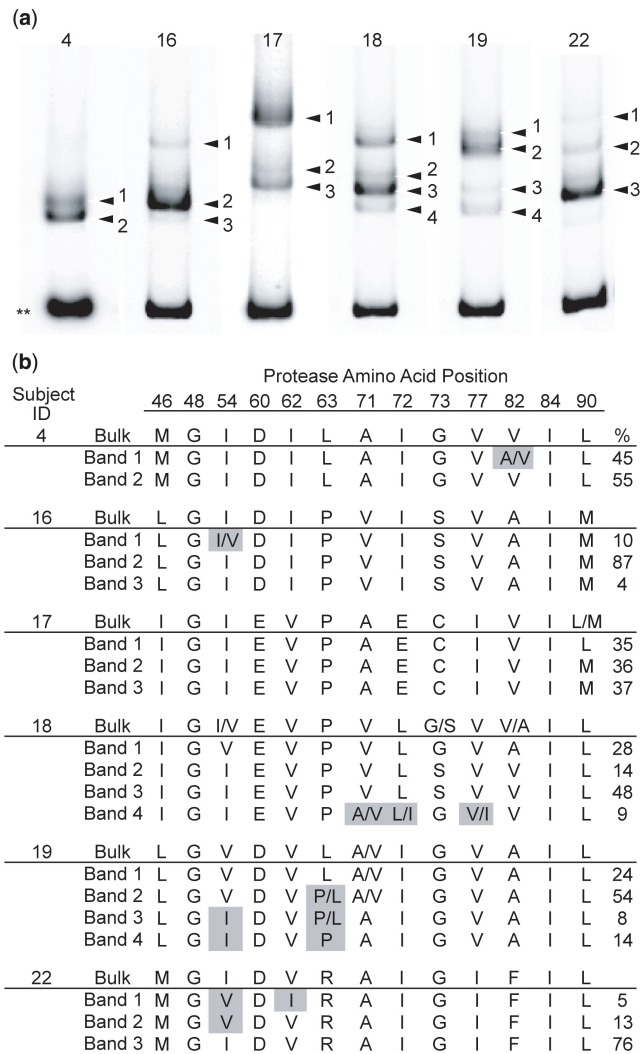 (a)
4 16 17 18 19 22
1 2
1 2 3
1 2 3
1 2 3 4
1 2 3 4
1 2 3
**
(b)
Protease Amino Acid Position
Subject ID 46 48 54 60 62 63 71 72 73 77 82 84 90
4 Bulk M G I D I L A I G V V I L %
Band 1 M G I D I L A I G V A/V I L 45
Band 2 M G I D I L A I G V V I L 55
16 Bulk L G I D I P V I S V A I M
Band 1 L G I/V D I P V I S V A I M 10
Band 2 L G I D I P V I S V A I M 87
Band 3 L G I D I P V I S V A I M 4
17 Bulk I G I E V P A E C I V I L/M
Band 1 I G I E V P A E C I V I L 35
Band 2 I G I E V P A E C I V I M 36
Band 3 I G I E V P A E C I V I M 37
18 Bulk I G I/V E V P V L G/S V V/A I L
Band 1 I G V E V P V L G V A I L 28
Band 2 I G I E V P V L S V V I L 14
Band 3 I G I E V P V L S V V I L 48
Band 4 I G I E V P A/V L/I G V/I V I L 9
19 Bulk L G V D V L A/V I G V A I L
Band 1 L G V D V L A/V I G V A I L 24
Band 2 L G V D V P/L A/V I G V A I L 54
Band 3 L G I D V P/L A I G V A I L 8
Band 4 L G I D V P A I G V A I L 14
22 Bulk M G I D V R A I G I F I L
Band 1 M G V D I R A I G I F I L 5
Band 2 M G V D V R A I G I F I L 13
Band 3 M G I D V R A I G I F I L 76